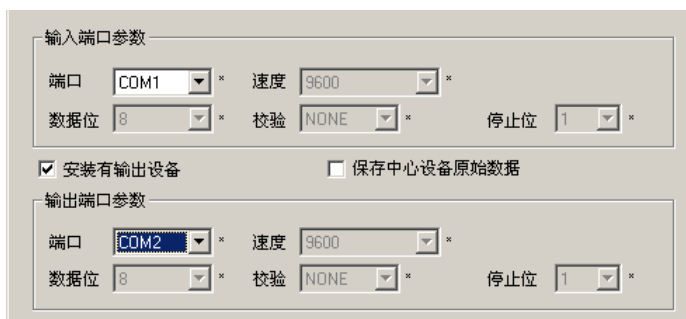 输入端口参数
端口 COM1 * 速度 9600 *
数据位 8 * 校验 NONE * 停止位 1 *
安装有输出设备 保存中心设备原始数据
输出端口参数
端口 COM2 * 速度 9600 *
数据位 8 * 校验 NONE * 停止位 1 *